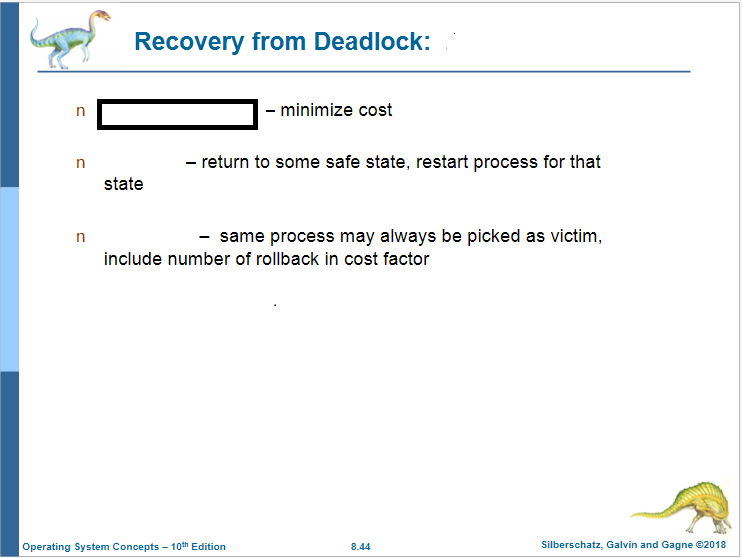 Recovery from Deadlock:
n – minimize cost
n – return to some safe state, restart process for that
state
n – same process may always be picked as victim,
include number of rollback in cost factor
.
Operating System Concepts – 10th Edition 8.44 Silberschatz, Galvin and Gagne ©2018